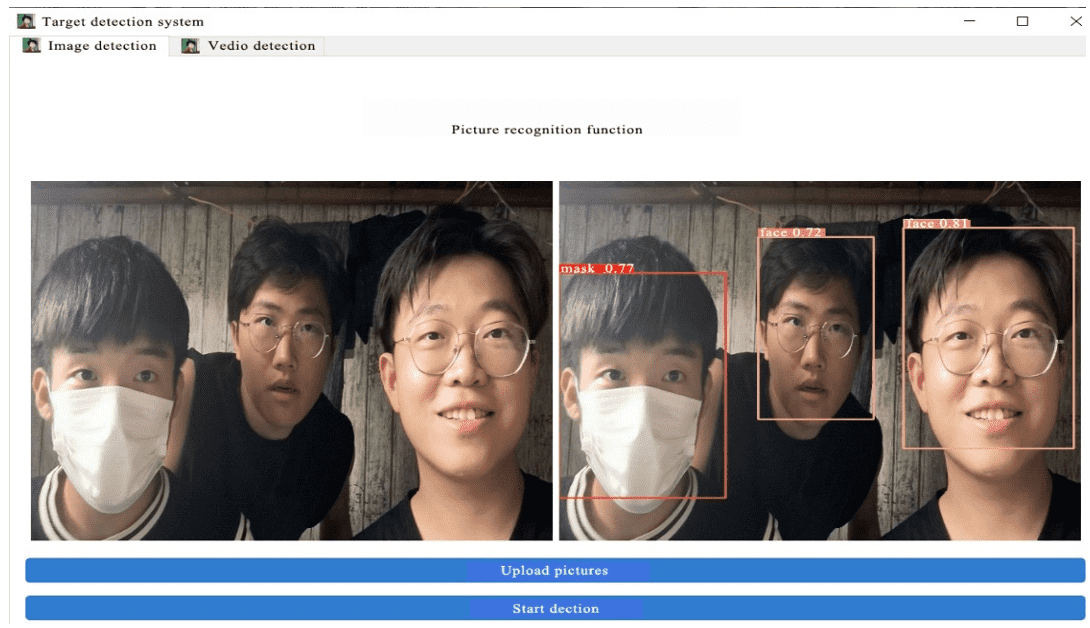 Target detection system
Image detection
Vedio detection
Picture recognition function
face 0.81
face 0.72
mask 0.77
Upload pictures
Start dection